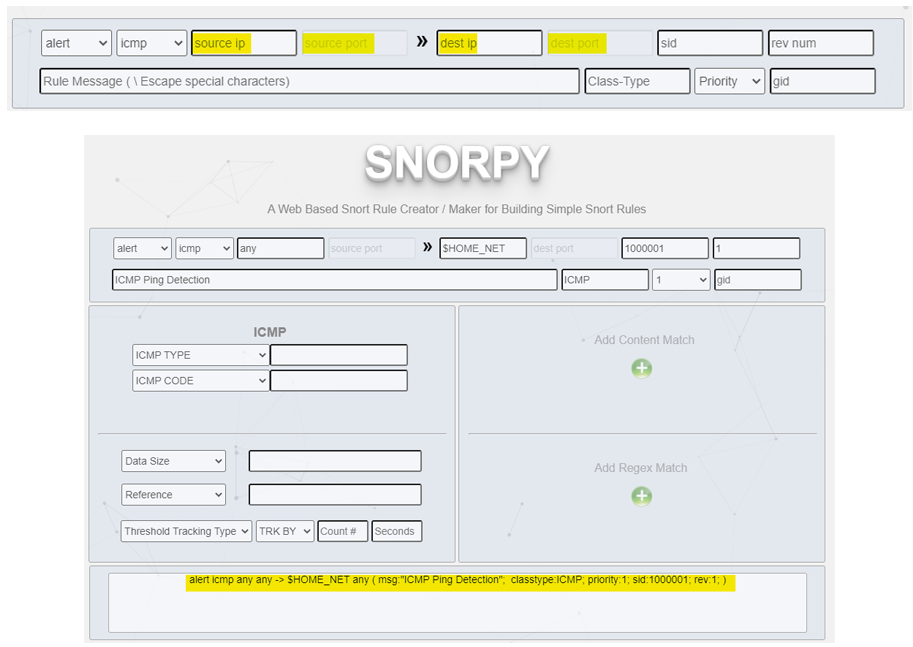 alert icmp source ip source port » dest ip dest port sid rev num
Rule Message ( \ Escape special characters) Class-Type Priority gid
SNORPY
A Web Based Snort Rule Creator / Maker for Building Simple Snort Rules
alert icmp any source port » $HOME_NET dest port 1000001 1
ICMP Ping Detection ICMP 1 gid
ICMP
ICMP TYPE
ICMP CODE
Add Content Match
Data Size
Reference
Threshold Tracking Type TRK BY Count # Seconds
Add Regex Match
alert icmp any any -> $HOME_NET any ( msg:"ICMP Ping Detection"; classtype:ICMP; priority:1; sid:1000001; rev:1; )